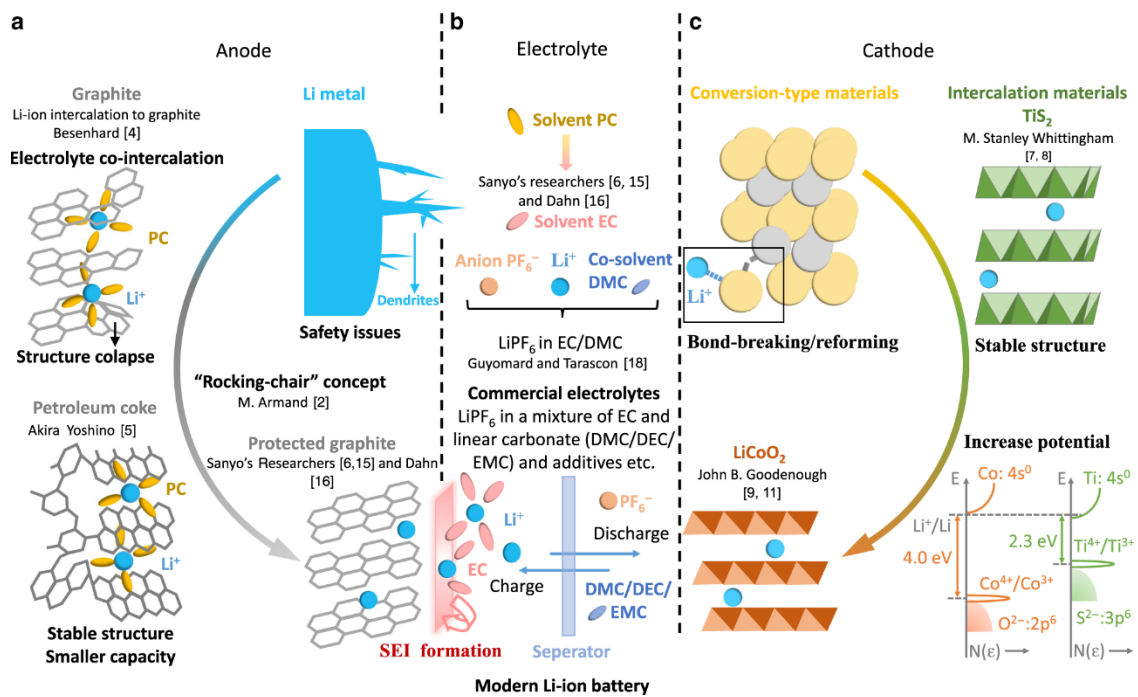 a
Anode
Graphite
Li-ion intercalation to graphite
Besenhard [4]
Electrolyte co-intercalation
PC
Li⁺
Structure colapse
Petroleum coke
Akira Yoshino [5]
PC
Li⁺
Stable structure
Smaller capacity
Li metal
Dendrites
Safety issues
“Rocking-chair” concept
M. Armand [2]
Protected graphite
Sanyo’s Researchers [6,15] and Dahn
[16]
b
Electrolyte
Solvent PC
Sanyo’s researchers [6, 15]
and Dahn [16]
Solvent EC
Anion PF₆⁻
Li⁺
Co-solvent
DMC
LiPF₆ in EC/DMC
Guyomard and Tarascon [18]
Commercial electrolytes
LiPF₆ in a mixture of EC and
linear carbonate (DMC/DEC/
EMC) and additives etc.
PF₆⁻
Li⁺
Discharge
EC
Charge
DMC/DEC/
EMC
SEI formation
Seperator
Modern Li-ion battery
c
Cathode
Conversion-type materials
Li⁺
Bond-breaking/reforming
Intercalation materials
TiS₂
M. Stanley Whittingham
[7, 8]
Stable structure
LiCoO₂
John B. Goodenough
[9, 11]
Increase potential
E
Co: 4s⁰
E
Ti: 4s⁰
Li⁺/Li
4.0 eV
2.3 eV
Ti⁴⁺/Ti³⁺
Co⁴⁺/Co³⁺
O²⁻:2p⁶
S²⁻:3p⁶
N(ε)
N(ε)